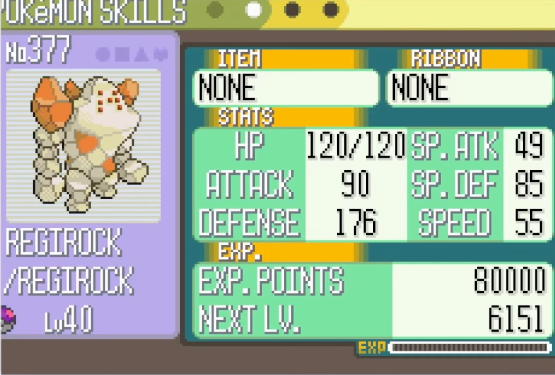 POKéMON SKILLS
No377
ITEM
RIBBON
NONE
NONE
STATS
HP 120/120 SP. ATK 49
ATTACK 90 SP. DEF 85
DEFENSE 176 SPEED 55
REGIROCK
/REGIROCK
Lv40
EXP.
EXP. POINTS 80000
NEXT LV. 6151
EXP